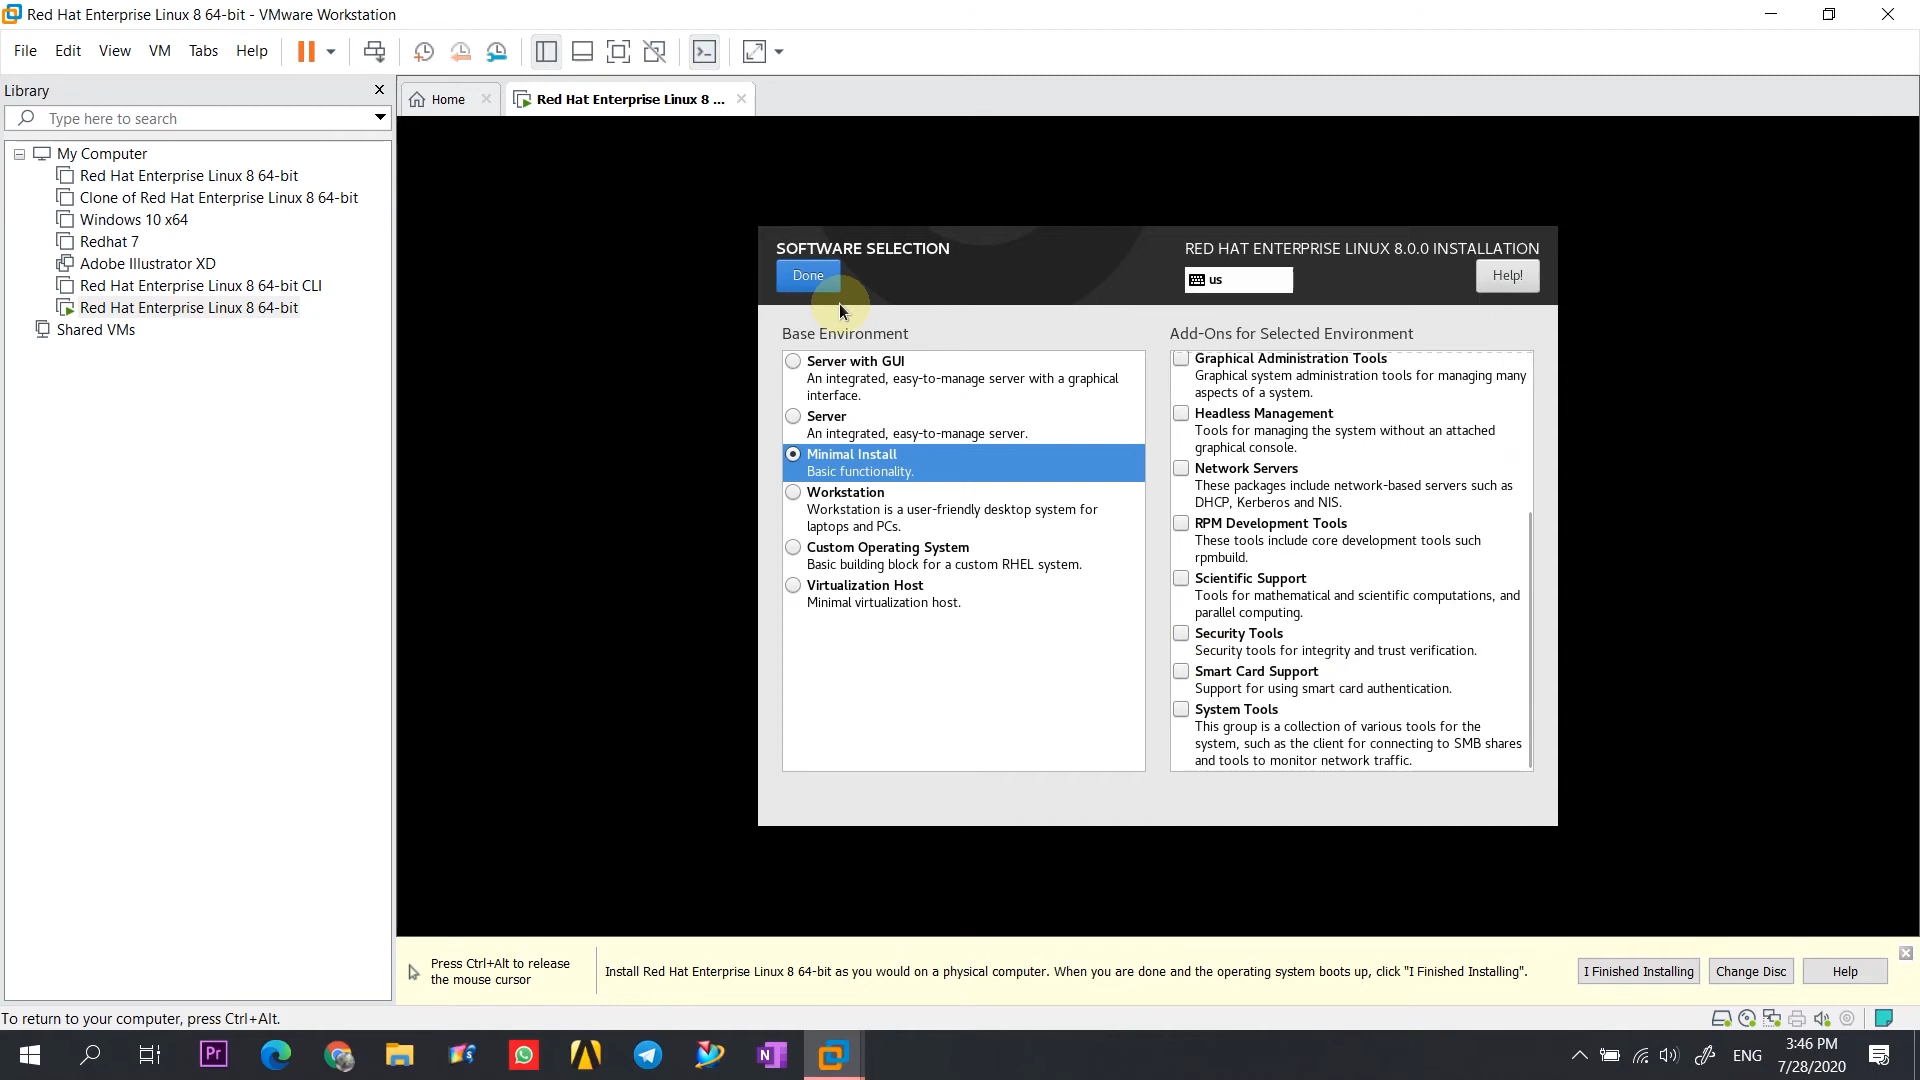 Red Hat Enterprise Linux 8 64-bit - VMware Workstation
File Edit View VM Tabs Help
Library
Type here to search
My Computer
Red Hat Enterprise Linux 8 64-bit
Clone of Red Hat Enterprise Linux 8 64-bit
Windows 10 x64
Redhat 7
Adobe Illustrator XD
Red Hat Enterprise Linux 8 64-bit CLI
Red Hat Enterprise Linux 8 64-bit
Shared VMs
Home
Red Hat Enterprise Linux 8 ...
SOFTWARE SELECTION
Done
RED HAT ENTERPRISE LINUX 8.0.0 INSTALLATION
us
Help!
Base Environment
Server with GUI
An integrated, easy-to-manage server with a graphical
interface.
Server
An integrated, easy-to-manage server.
Minimal Install
Basic functionality.
Workstation
Workstation is a user-friendly desktop system for
laptops and PCs.
Custom Operating System
Basic building block for a custom RHEL system.
Virtualization Host
Minimal virtualization host.
Add-Ons for Selected Environment
Graphical Administration Tools
Graphical system administration tools for managing many
aspects of a system.
Headless Management
Tools for managing the system without an attached
graphical console.
Network Servers
These packages include network-based servers such as
DHCP, Kerberos and NIS.
RPM Development Tools
These tools include core development tools such
rpmbuild.
Scientific Support
Tools for mathematical and scientific computations, and
parallel computing.
Security Tools
Security tools for integrity and trust verification.
Smart Card Support
Support for using smart card authentication.
System Tools
This group is a collection of various tools for the
system, such as the client for connecting to SMB shares
and tools to monitor network traffic.
Press Ctrl+Alt to release
the mouse cursor
Install Red Hat Enterprise Linux 8 64-bit as you would on a physical computer. When you are done and the operating system boots up, click "I Finished Installing".
I Finished Installing
Change Disc
Help
To return to your computer, press Ctrl+Alt.
Pr
N
ENG
3:46 PM
7/28/2020